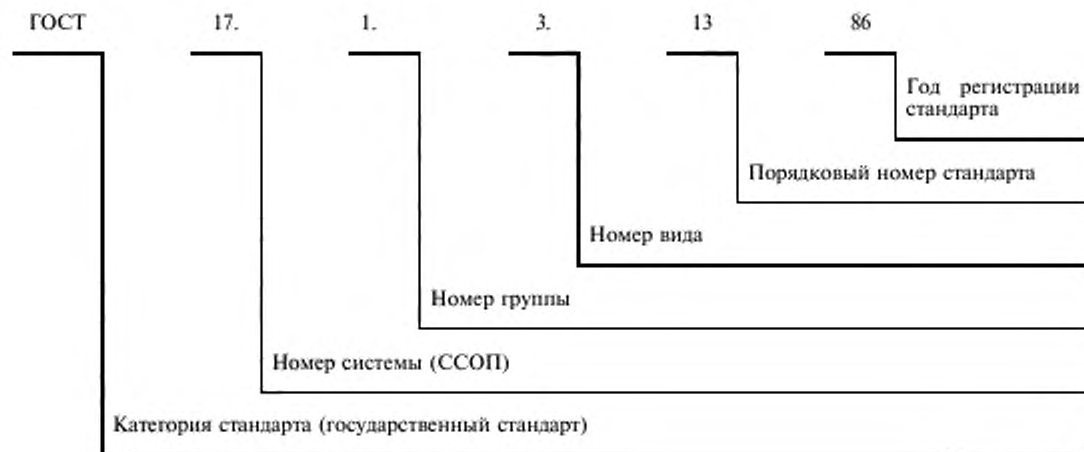 ГОСТ 17. 1. 3. 13 86
Год регистрации
стандарта
Порядковый номер стандарта
Номер вида
Номер группы
Номер системы (ССОП)
Категория стандарта (государственный стандарт)